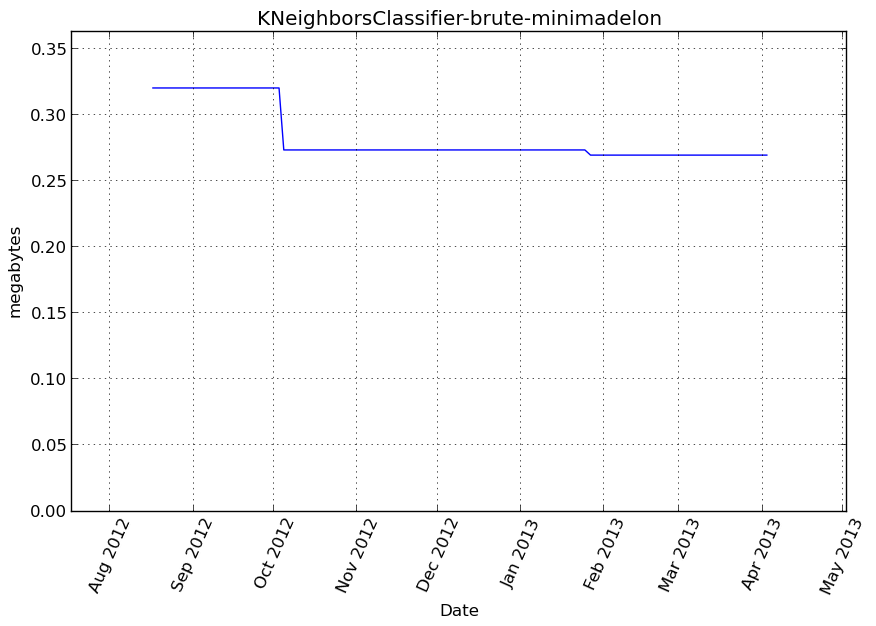 KNeighborsClassifier-brute-minimadelon
0.35
0.30
0.25
0.20
0.15
0.10
0.05
0.00
megabytes
Aug 2012
Sep 2012
Oct 2012
Nov 2012
Dec 2012
Jan 2013
Feb 2013
Mar 2013
Apr 2013
May 2013
Date